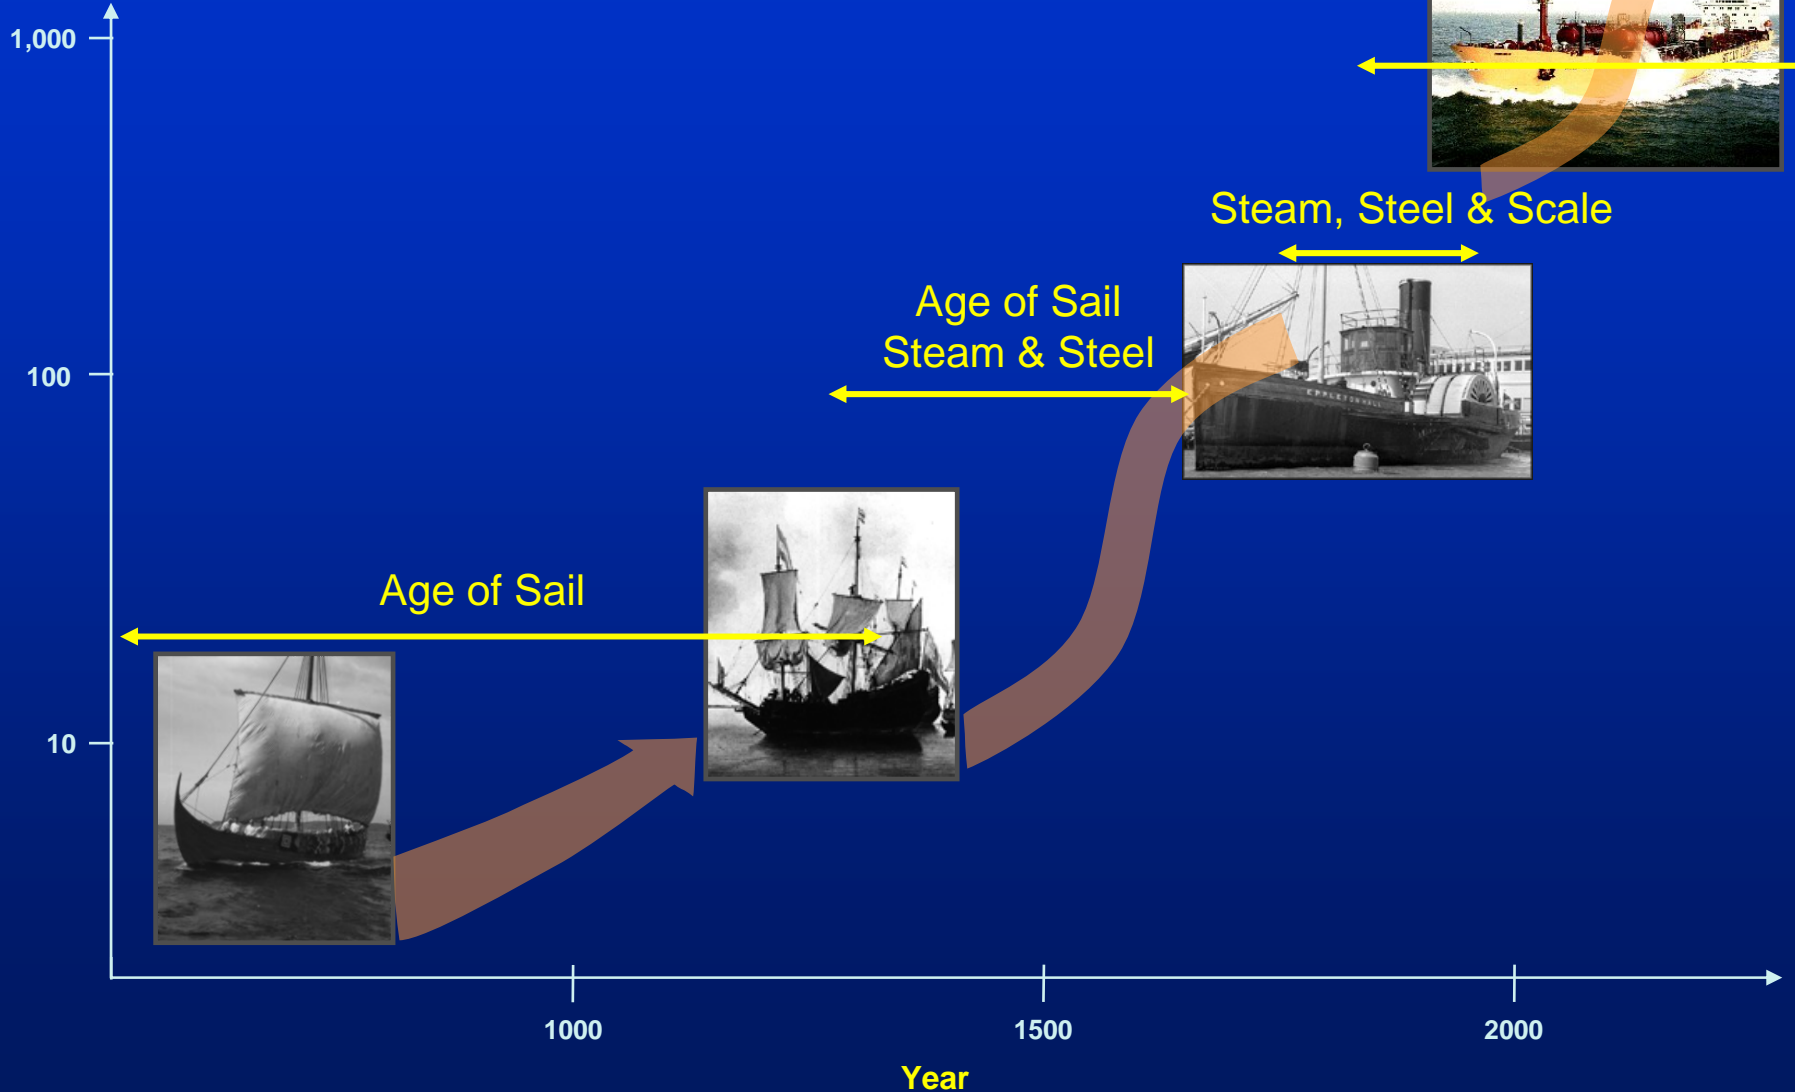 1,000
Steam, Steel & Scale
Age of Sail
Steam & Steel
100
EPPLETONHALL
Age of Sail
10
1000
1500
2000
Year